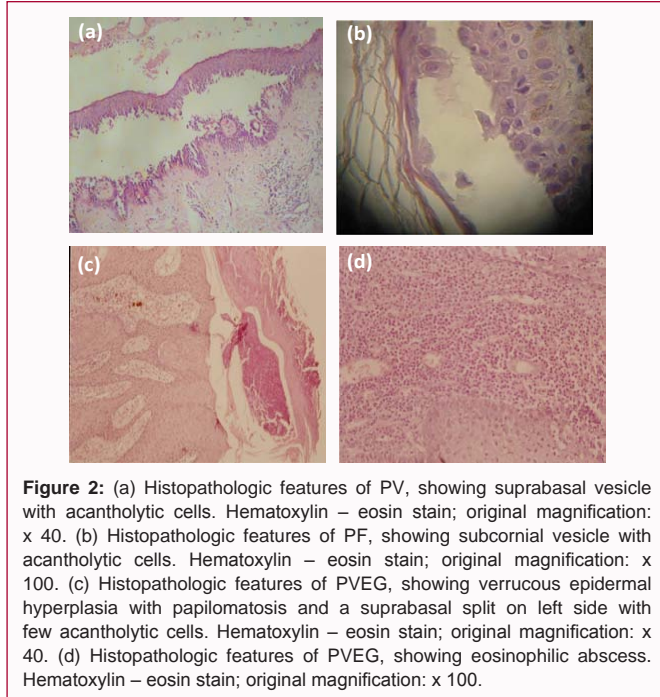 (a)
(b)
(c)
(d)
Figure 2: (a) Histopathologic features of PV, showing suprabasal vesicle
with acantholytic cells. Hematoxylin – eosin stain; original magnification:
x 40. (b) Histopathologic features of PF, showing subcornial vesicle with
acantholytic cells. Hematoxylin – eosin stain; original magnification: x
100. (c) Histopathologic features of PVEG, showing verrucous epidermal
hyperplasia with papilomatosis and a suprabasal split on left side with
few acantholytic cells. Hematoxylin – eosin stain; original magnification: x
40. (d) Histopathologic features of PVEG, showing eosinophilic abscess.
Hematoxylin – eosin stain; original magnification: x 100.